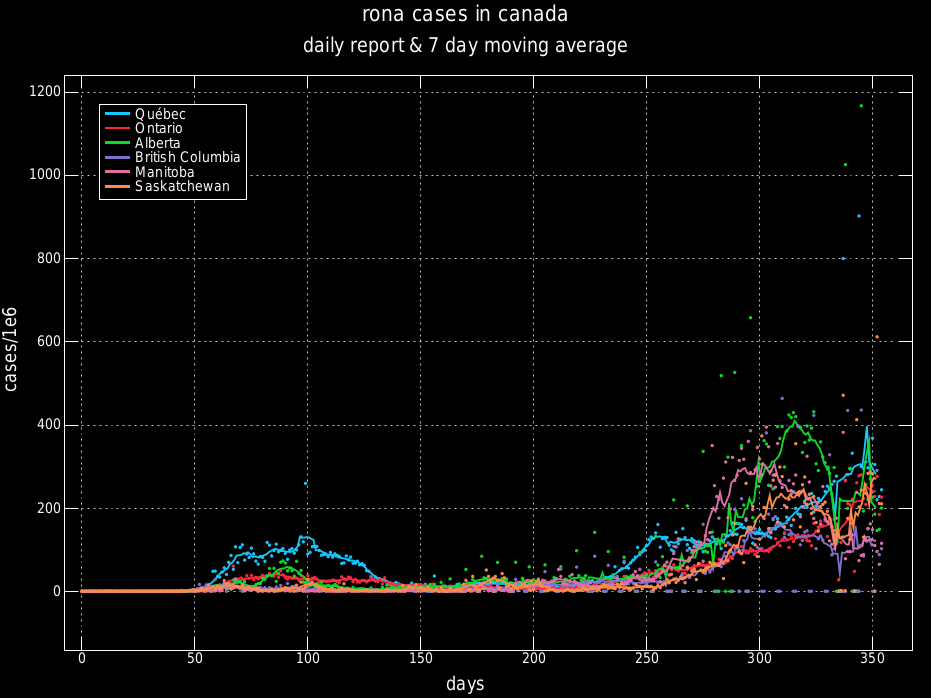 rona cases in canada
daily report & 7 day moving average
1200
1000
800
600
400
200
0
Québec
Ontario
Alberta
British Columbia
Manitoba
Saskatchewan
cases/1e6
0 50 100 150 200 250 300 350
days